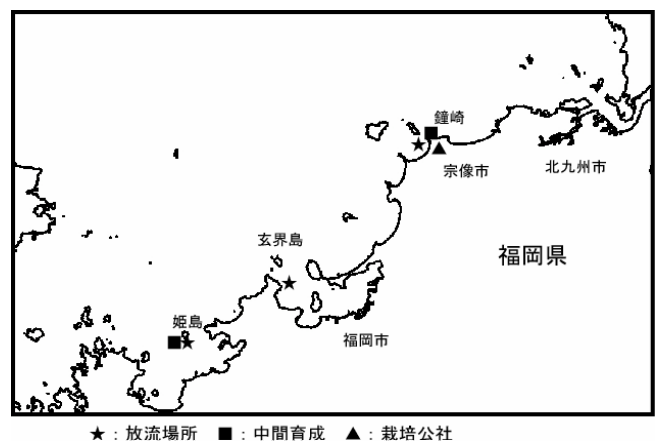 鐘崎
宗像市
北九州市
玄界島
福岡県
姫島
福岡市
★：放流場所　■：中間育成　▲：栽培公社